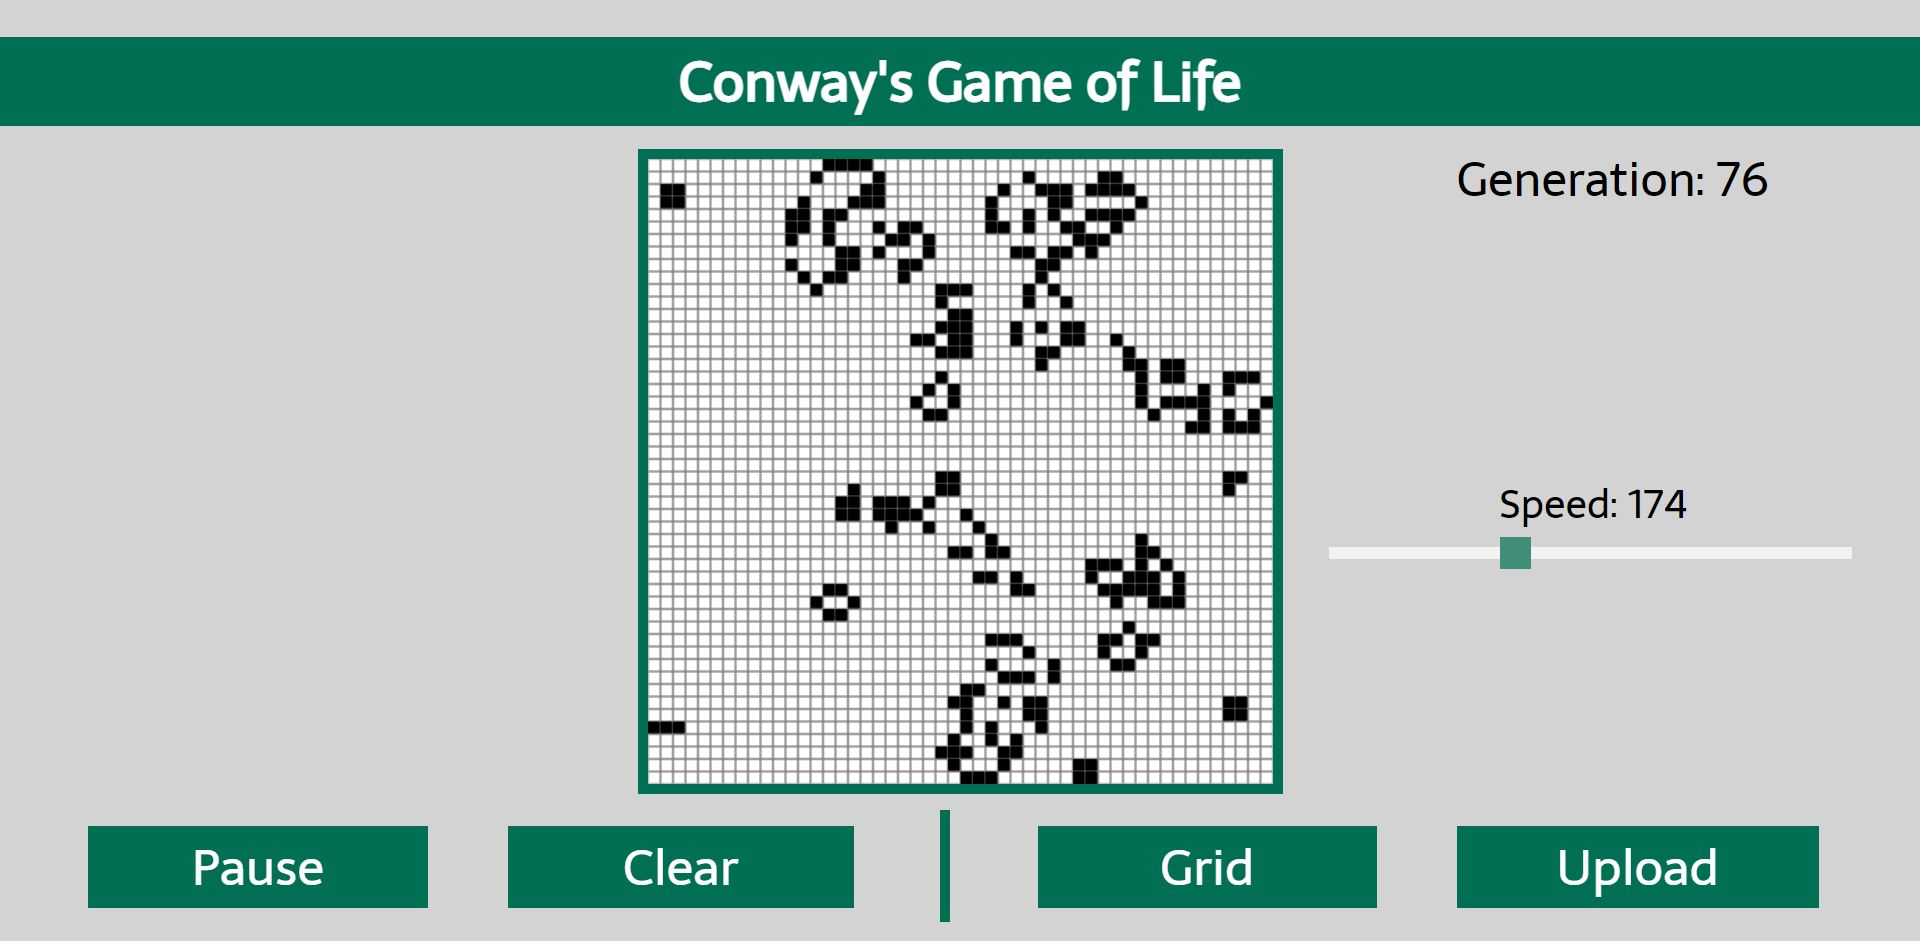 Conway's Game of Life
Generation: 76
Speed: 174
Pause
Clear
Grid
Upload